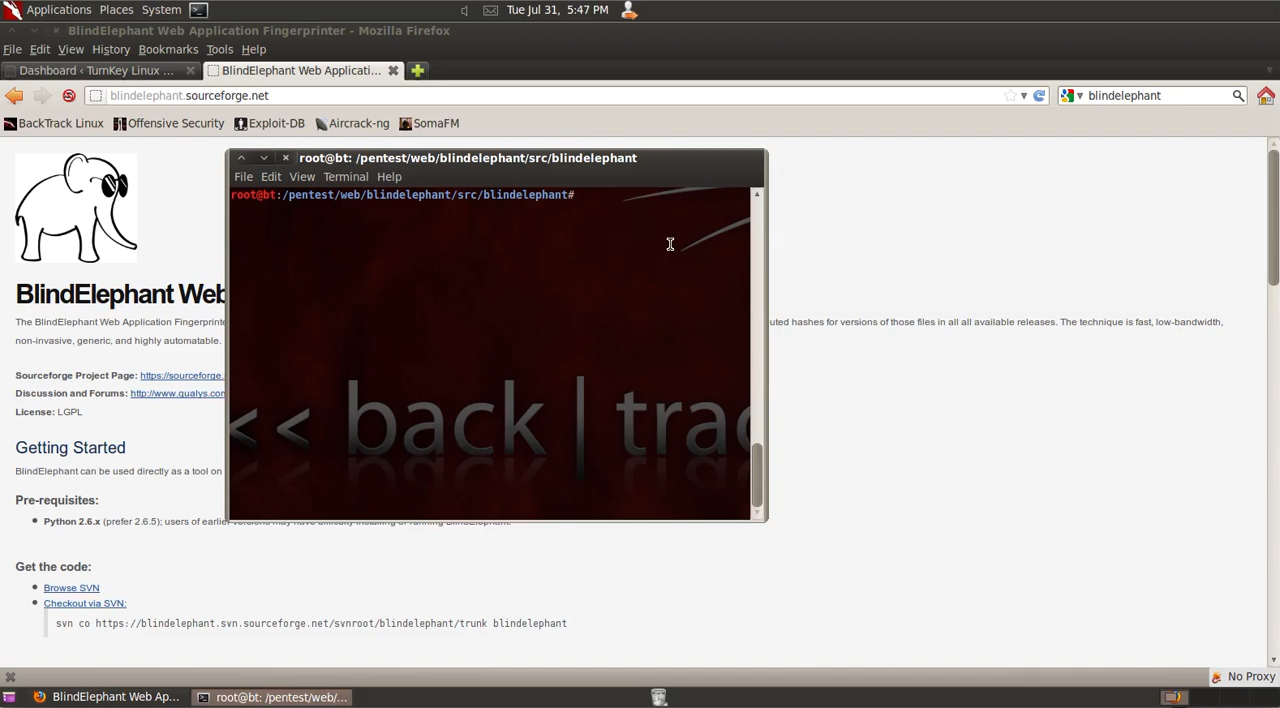 Applications Places System Tue Jul 31, 5:47 PM
BlindElephant Web Application Fingerprinter - Mozilla Firefox
File Edit View History Bookmarks Tools Help
Dashboard ‹ TurnKey Linux ... BlindElephant Web Applicati...
blindelephant.sourceforge.net blindelephant
BackTrack Linux Offensive Security Exploit-DB Aircrack-ng SomaFM
root@bt: /pentest/web/blindelephant/src/blindelephant
File Edit View Terminal Help
root@bt:/pentest/web/blindelephant/src/blindelephant#
<< back | trac
BlindElephant Web
The BlindElephant Web Application Fingerprinte uted hashes for versions of those files in all all available releases. The technique is fast, low-bandwidth,
non-invasive, generic, and highly automatable.
Sourceforge Project Page: https://sourceforge.
Discussion and Forums: http://www.qualys.com
License: LGPL
Getting Started
BlindElephant can be used directly as a tool on
Pre-requisites:
Python 2.6.x (prefer 2.6.5); users of earlier versions may have difficulty installing or running BlindElephant.
Get the code:
Browse SVN
Checkout via SVN:
svn co https://blindelephant.svn.sourceforge.net/svnroot/blindelephant/trunk blindelephant
No Proxy
BlindElephant Web Ap... root@bt: /pentest/web/...